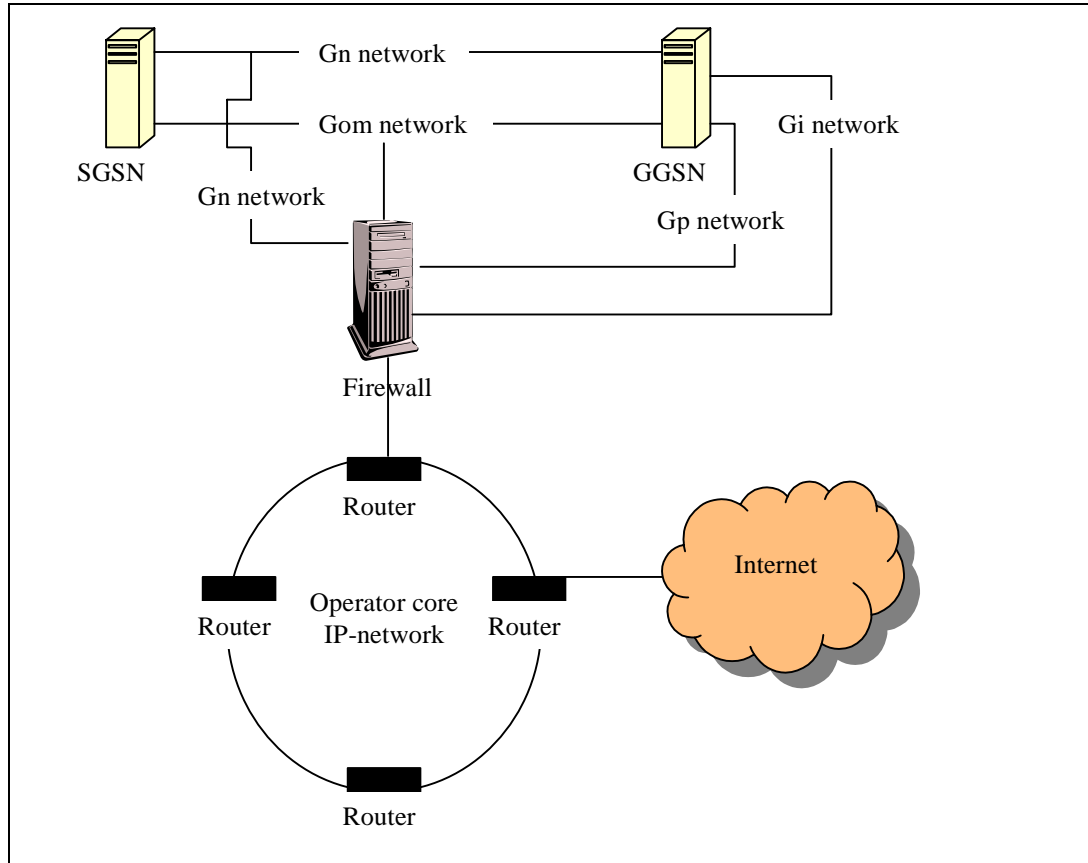 Gn network
Gom network
Gi network
SGSN
GGSN
Gn network
Gp network
Firewall
Router
Internet
Operator core
IP-network
Router
Router
Router